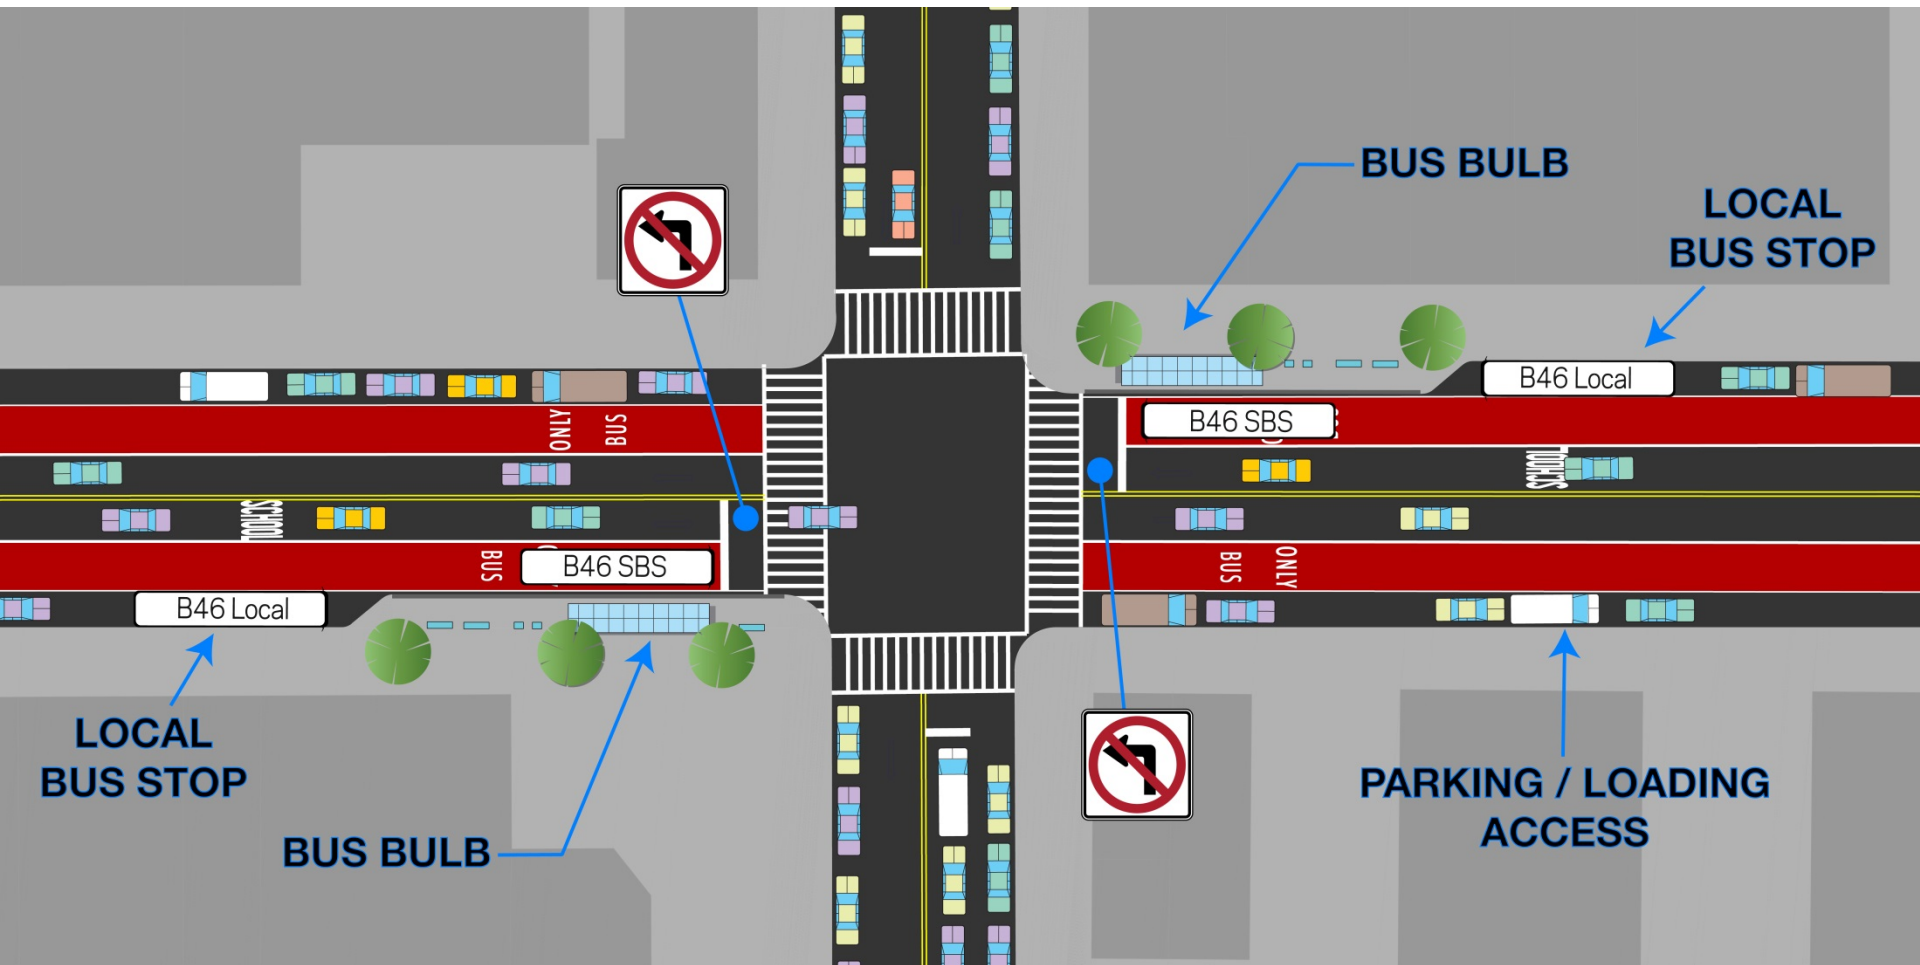 BUS BULB
LOCAL
BUS STOP
B46 Local
B46 SBS
ONLY
BUS
SCHOOL
SCHOOL
BUS
B46 SBS
BUS
ONLY
B46 Local
LOCAL
BUS STOP
BUS BULB
PARKING / LOADING
ACCESS